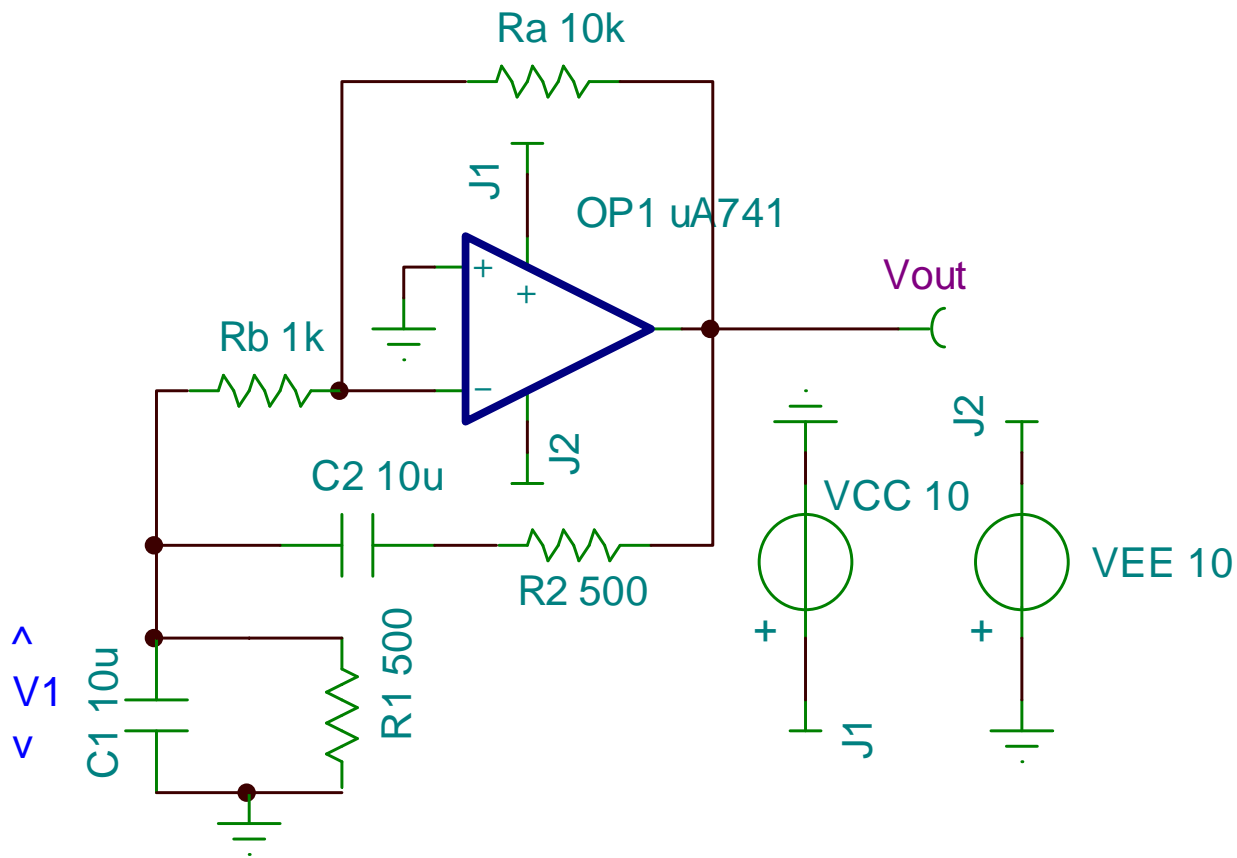 Ra 10k
J1
OP1 uA741
+
+
Vout
Rb 1k
-
J2
J2
C2 10u
VCC 10
R2 500
VEE 10
+
+
^
V1
v
C1 10u
R1 500
J1